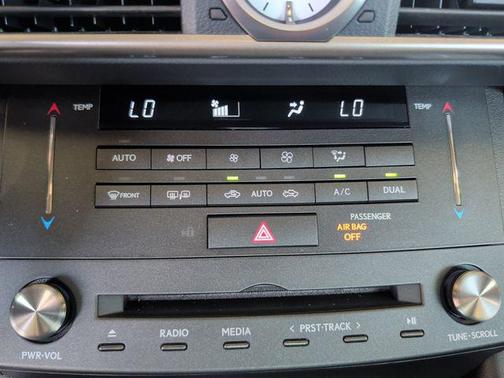 TEMP LO LO TEMP
AUTO OFF
FRONT AUTO A/C DUAL
PASSENGER
AIR BAG
OFF
RADIO MEDIA < PRST·TRACK >
PWR·VOL TUNE·SCROLL